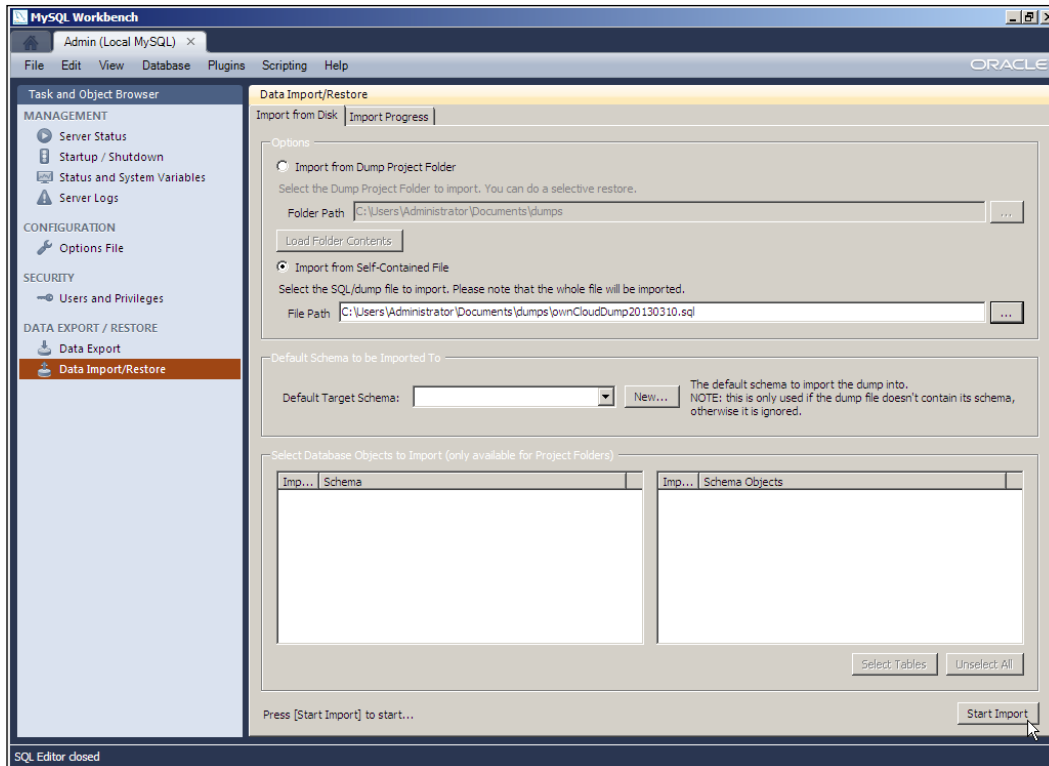 MySQL Workbench
Admin (Local MySQL)
File Edit View Database Plugins Scripting Help
ORACLE
Task and Object Browser
MANAGEMENT
Server Status
Startup / Shutdown
Status and System Variables
Server Logs
CONFIGURATION
Options File
SECURITY
Users and Privileges
DATA EXPORT / RESTORE
Data Export
Data Import/Restore
Data Import/Restore
Import from Disk Import Progress
Options
Import from Dump Project Folder
Select the Dump Project Folder to import. You can do a selective restore.
Folder Path C:\Users\Administrator\Documents\dumps ...
Load Folder Contents
Import from Self-Contained File
Select the SQL/dump file to import. Please note that the whole file will be imported.
File Path C:\Users\Administrator\Documents\dumps\ownCloudDump20130310.sql ...
Default Schema to be Imported To
Default Target Schema: New...
The default schema to import the dump into.
NOTE: this is only used if the dump file doesn't contain its schema,
otherwise it is ignored.
Select Database Objects to Import (only available for Project Folders)
Imp... Schema
Imp... Schema Objects
Select Tables Unselect All
Press [Start Import] to start...
Start Import
SQL Editor closed